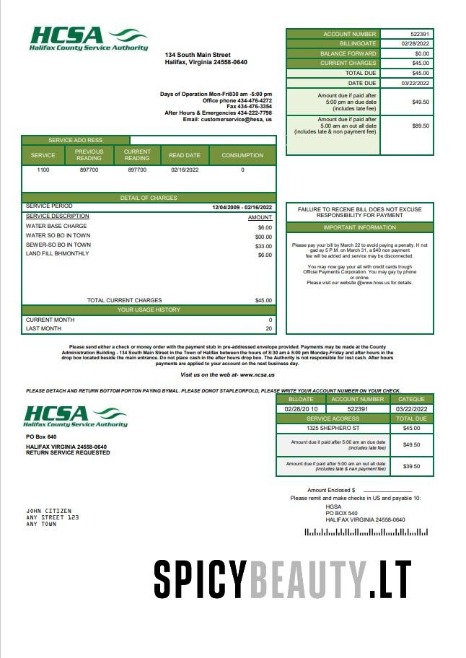 HCSA
Halifax County Service Authority
134 South Main Street
Halifax, Virginia 24558-0640
Days of Operation Mon-Fri830 am -5:00 pm
Office phone 434-476-4272
Fax 434-476-3354
After Hours & Emergencies 434-222-7798
Email: customerservice@hcsa, us
ACCOUNT NUMBER 522391
BILLINGDATE 02/28/2022
BALANCE FORWARD $0.00
CURRENT CHARGES $45.00
TOTAL DUE $45.00
DATE DUE 03/22/2022
Amount due if paid after
5:00 pm an due date
(includes late fee)
$49.50
Amount due if paid after
5:00 am an out all date
(includes late & non payment fee)
$89.50
SERVICE ADD RESS
SERVICE PREVIOUS READING CURRENT READING READ DATE CONSUMPTION
1100 897700 897700 02/16/2022 0
DETAIL OF CHARGES
SERVICE PERIOD 12/04/2009 - 02/16/2022
SERVICE DESCRIPTION AMOUNT
WATER BASE CHARGE $6.00
WATER SO BO IN TOWN $00.00
SEWER-SO BO IN TOWN $33.00
LAND FILL BHMONTHLY $6.00
TOTAL CURRENT CHARGES $45.00
YOUR USAGE HISTORY
CURRENT MONTH 0
LAST MONTH 20
FAILURE TO RECENE BILL DOES NOT EXCUSE
RESPONSIBILITY FOR PAYMENT
IMPORTANT INFORMATION
Please pay your bill by March 22 to avoid paying a penalty. If not
paid by 5 P.M. on March 31, a $40 non payment
fee will be added and service may be disconnected.
You may now pay your all with credit cards trough
Official Payments Corporation. You may gay by phone
or online.
Please visit our website @www.hcsa.us for details.
Please send either a check or money order with the payment stub in pre-addressed envelope provided. Payments may be made at the County
Administration Building - 134 South Main Street in the Town of Halifax between the hours of 8:30 am & 5:00 pm Monday-Friday and after hours in the
drop box located beside the main entrance. Do not place cash in the after hours drop box. The Authority is not responsible for lost cash. After hours
payments are applied to your account on the next business day.
Visit us on the web at- www.ncsa.us
PLEASE DETACH AND RETURN BOTTOM PORTON PAYING BYMAL. PLEASE DONOT STAPLEORFOLD, PLEASE WRITE YOUR ACCOUNT NUMBER ON YOUR CHECK.
HCSA
Halifax County Service Authority
PO Box 640
HALIFAX VIRGINIA 24558-0640
RETURN SERVICE REQUESTED
BILLDATE ACCOUNT NUMBER CATEQUE
02/28/20 10 522391 03/22/2022
SERVICE ACORESS TOTAL DUE
1325 SHEPHERD ST $45.00
Amount due if paid after 5:00 am an due date
(includes late fee)
$49.50
Amount due if paid after 5:00 am an out all date
(includes late & non payment fee)
$39.50
Amount Enclosed $
Please remit and make checks in US and payable 10:
HGSA
PO BOX 540
HALIFAX VIRGINIA 24558-0640
JOHN CITIZEN
ANY STREET 123
ANY TOWN
SPICYBEAUTY.LT